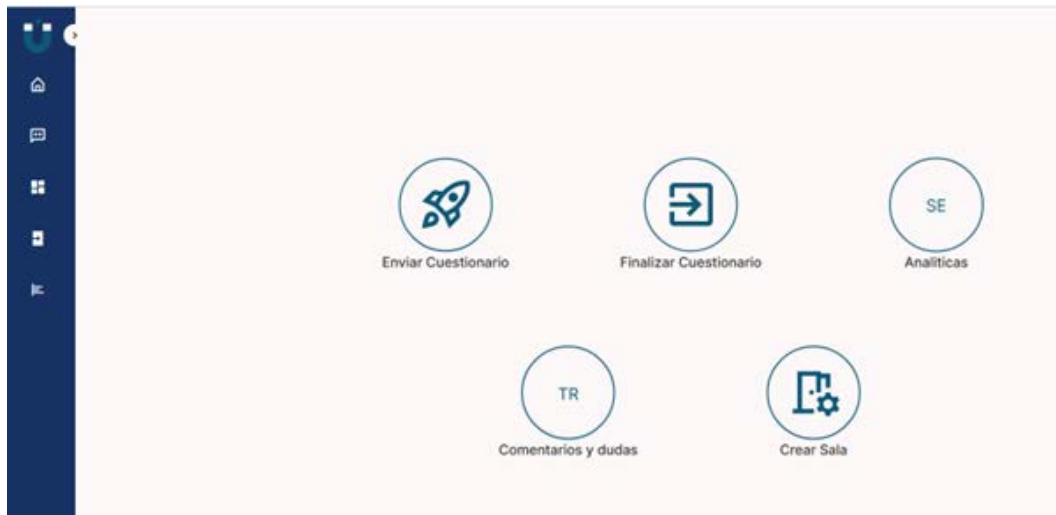 SE
Enviar Cuestionario
Finalizar Cuestionario
Analiticas
TR
Comentarios y dudas
Crear Sala